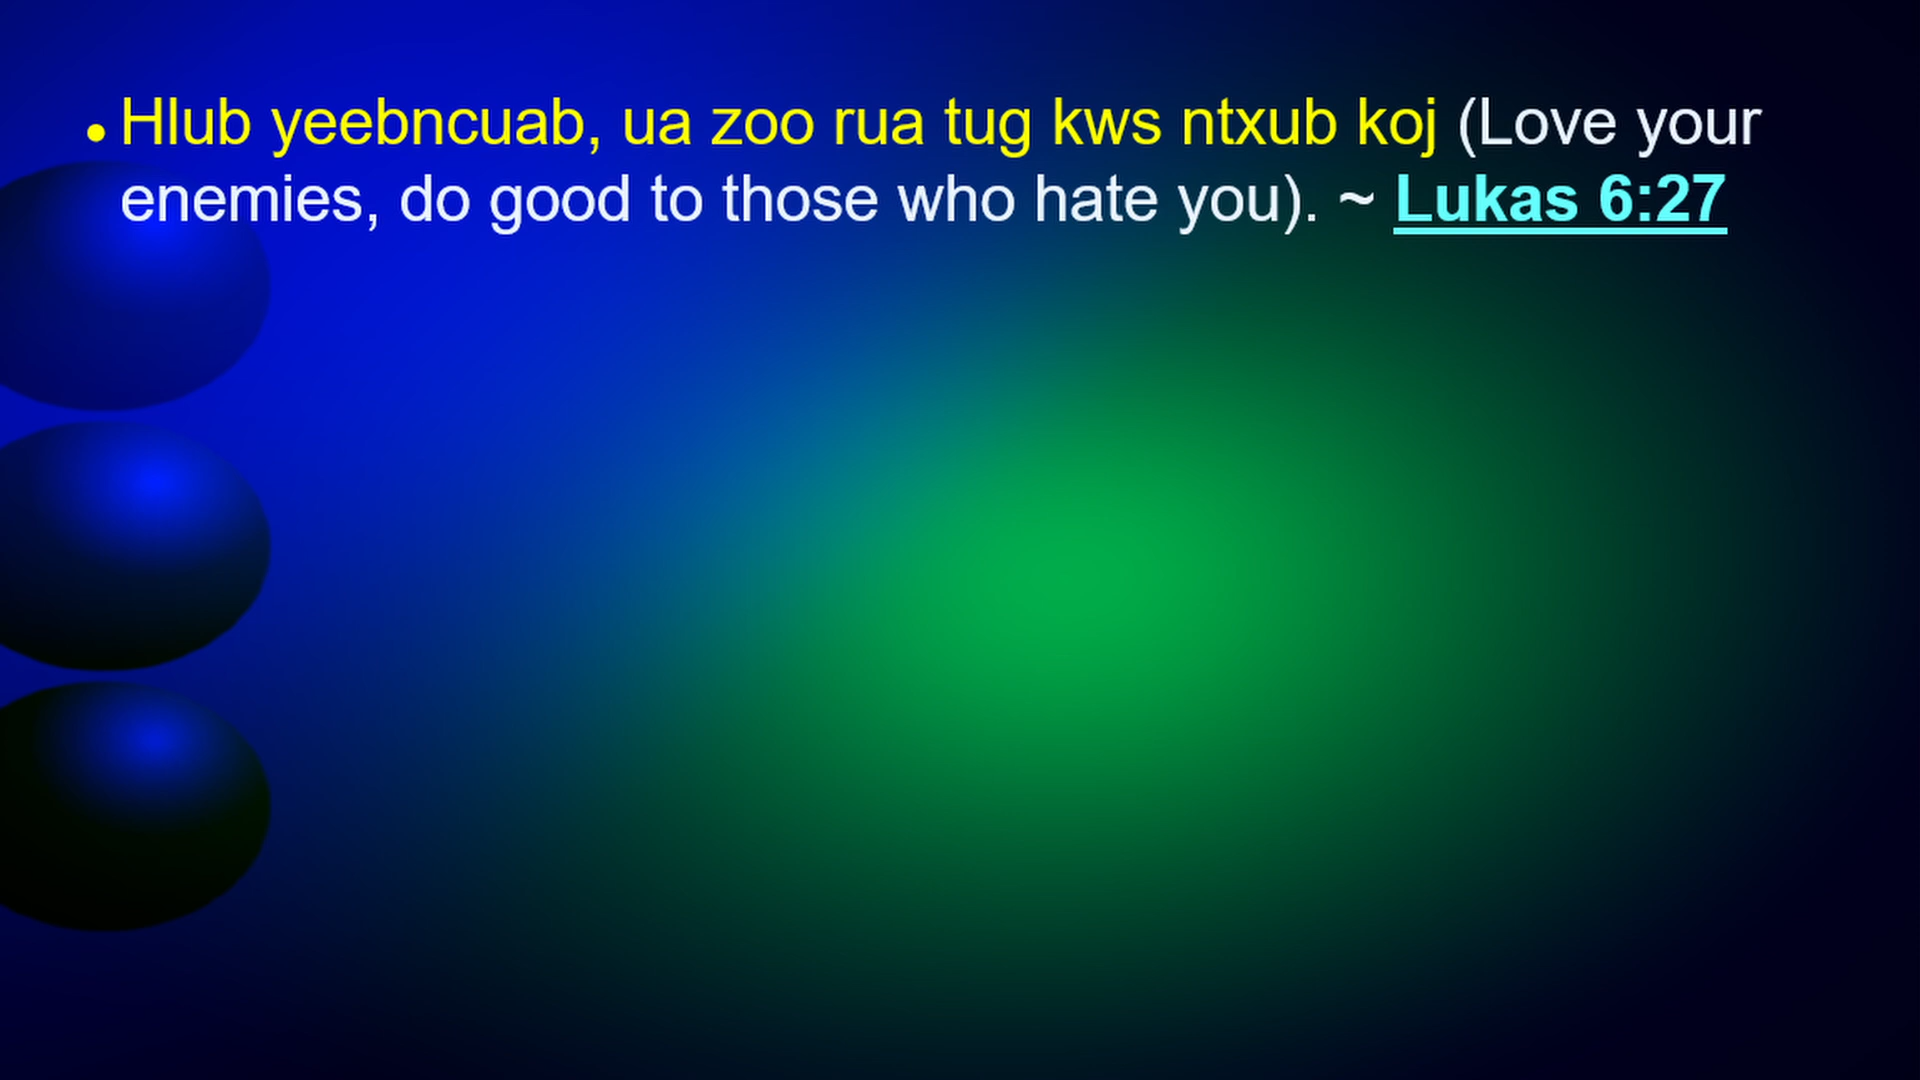 • Hlub yeebncuab, ua zoo rua tug kws ntxub koj (Love your
enemies, do good to those who hate you). ~ Lukas 6:27